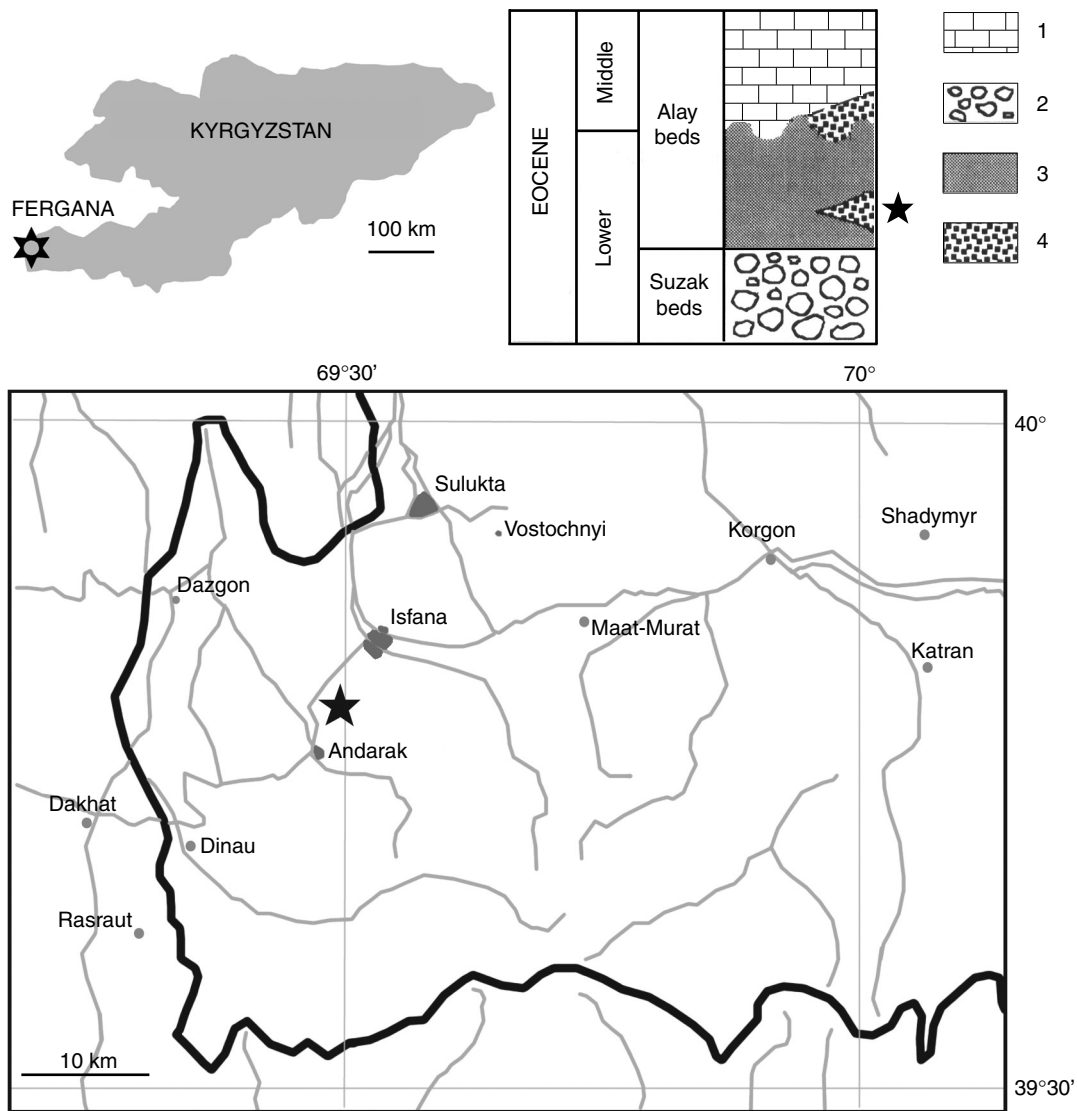 KYRGYZSTAN
FERGANA
100 km
EOCENE
Middle
Lower
Alay
beds
Suzak
beds
1
2
3
4
69°30'
70°
40°
Sulukta
Vostochnyi
Korgon
Shadymyr
Dazgon
Isfana
Maat-Murat
Katran
Andarak
Dakhat
Dinau
Rasraut
10 km
39°30'